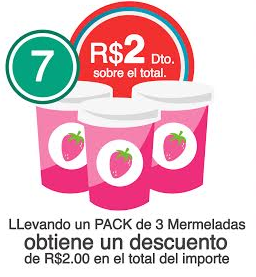 7
R$2 Dto.
sobre el total.
LLevando un PACK de 3 Mermeladas
obtiene un descuento
de R$2.00 en el total del importe